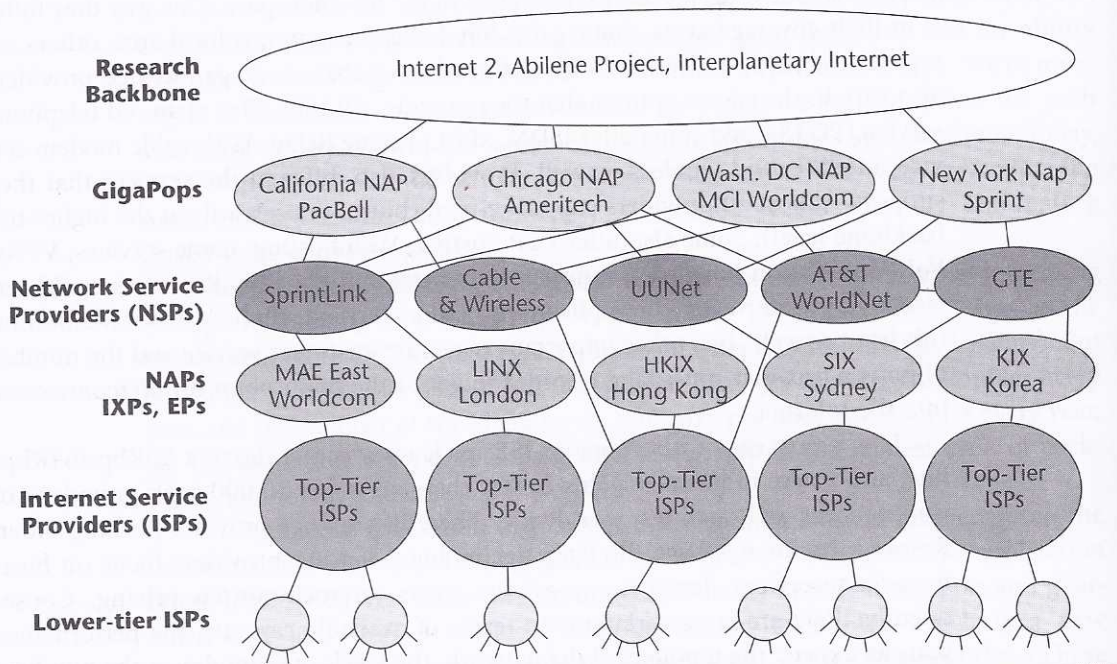 Research
Backbone
Internet 2, Abilene Project, Interplanetary Internet
GigaPops
California NAP
PacBell
Chicago NAP
Ameritech
Wash. DC NAP
MCI Worldcom
New York Nap
Sprint
Network Service
Providers (NSPs)
SprintLink
Cable
& Wireless
UUNet
AT&T
WorldNet
GTE
NAPs
IXPs, EPs
MAE East
Worldcom
LINX
London
HKIX
Hong Kong
SIX
Sydney
KIX
Korea
Internet Service
Providers (ISPs)
Top-Tier
ISPs
Top-Tier
ISPs
Top-Tier
ISPs
Top-Tier
ISPs
Top-Tier
ISPs
Lower-tier ISPs